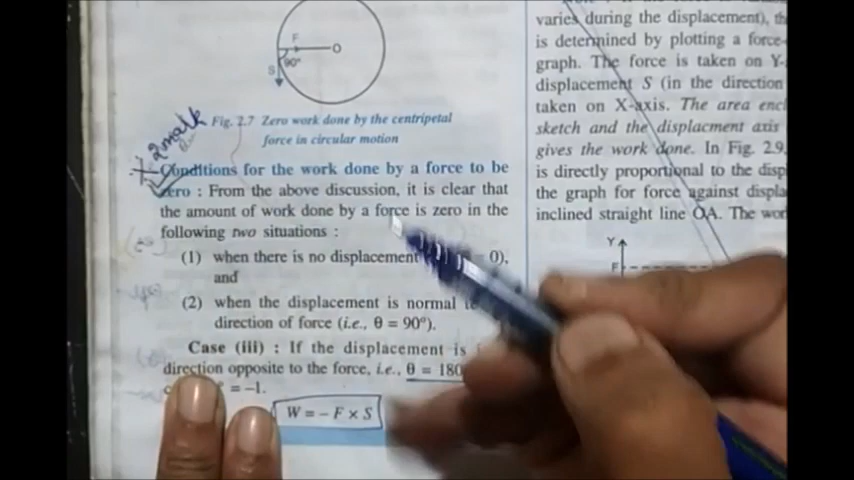 F
O
90°
S
Fig. 2.7 Zero work done by the centripetal
force in circular motion
2 mark
Conditions for the work done by a force to be
zero : From the above discussion, it is clear that
the amount of work done by a force is zero in the
following two situations :
(1) when there is no displacement = 0),
and
(2) when the displacement is normal
direction of force (i.e., θ = 90°).
Case (iii) : If the displacement is
direction opposite to the force, i.e., θ = 180
= –1.
W = – F × S
varies during the displacement),
is determined by plotting a force-
graph. The force is taken on Y-
displacement S (in the direction
taken on X-axis. The area
sketch and the displacment axis
gives the work done. In Fig. 2.9,
is directly proportional to the
the graph for force against
inclined straight line OA. The
Y
F